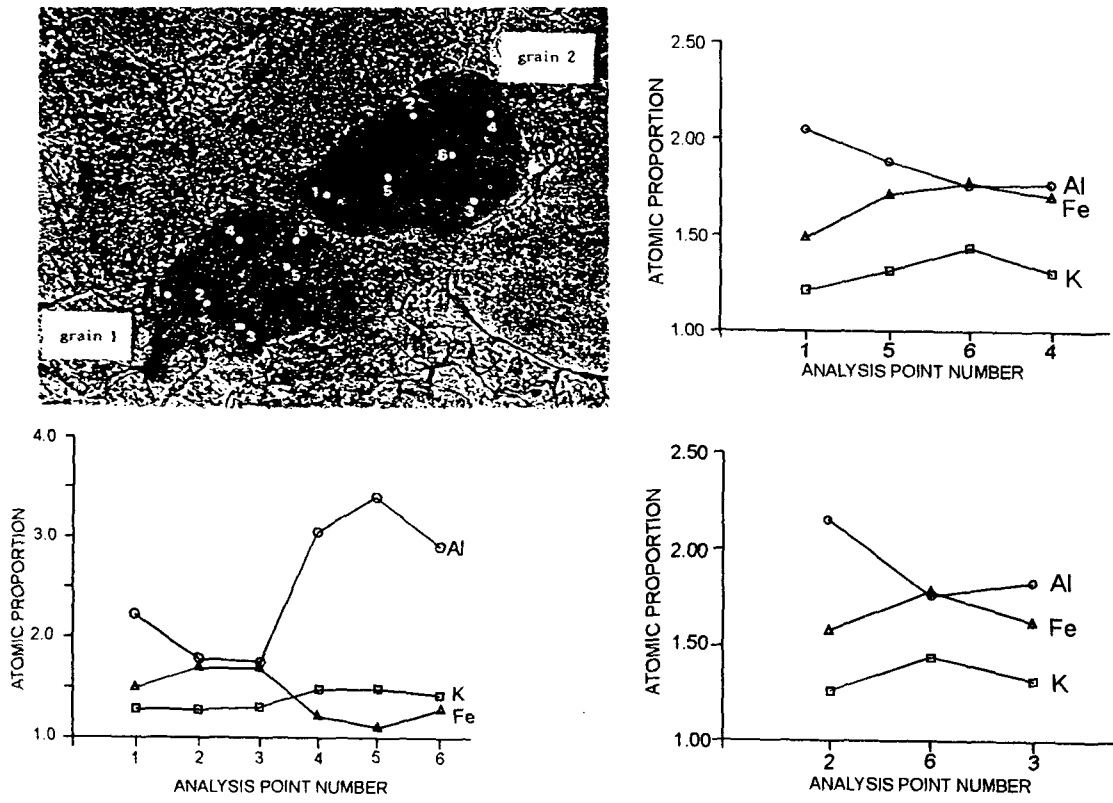 grain 2
2
4
6
1
5
3
4
6
5
2
3
grain 1
2.50
2.00
1.50
1.00
ATOMIC PROPORTION
Al
Fe
K
1 5 6 4
ANALYSIS POINT NUMBER
4.0
3.0
2.0
1.0
ATOMIC PROPORTION
Al
K
Fe
1 2 3 4 5 6
ANALYSIS POINT NUMBER
2.50
2.00
1.50
1.00
ATOMIC PROPORTION
Al
Fe
K
2 6 3
ANALYSIS POINT NUMBER